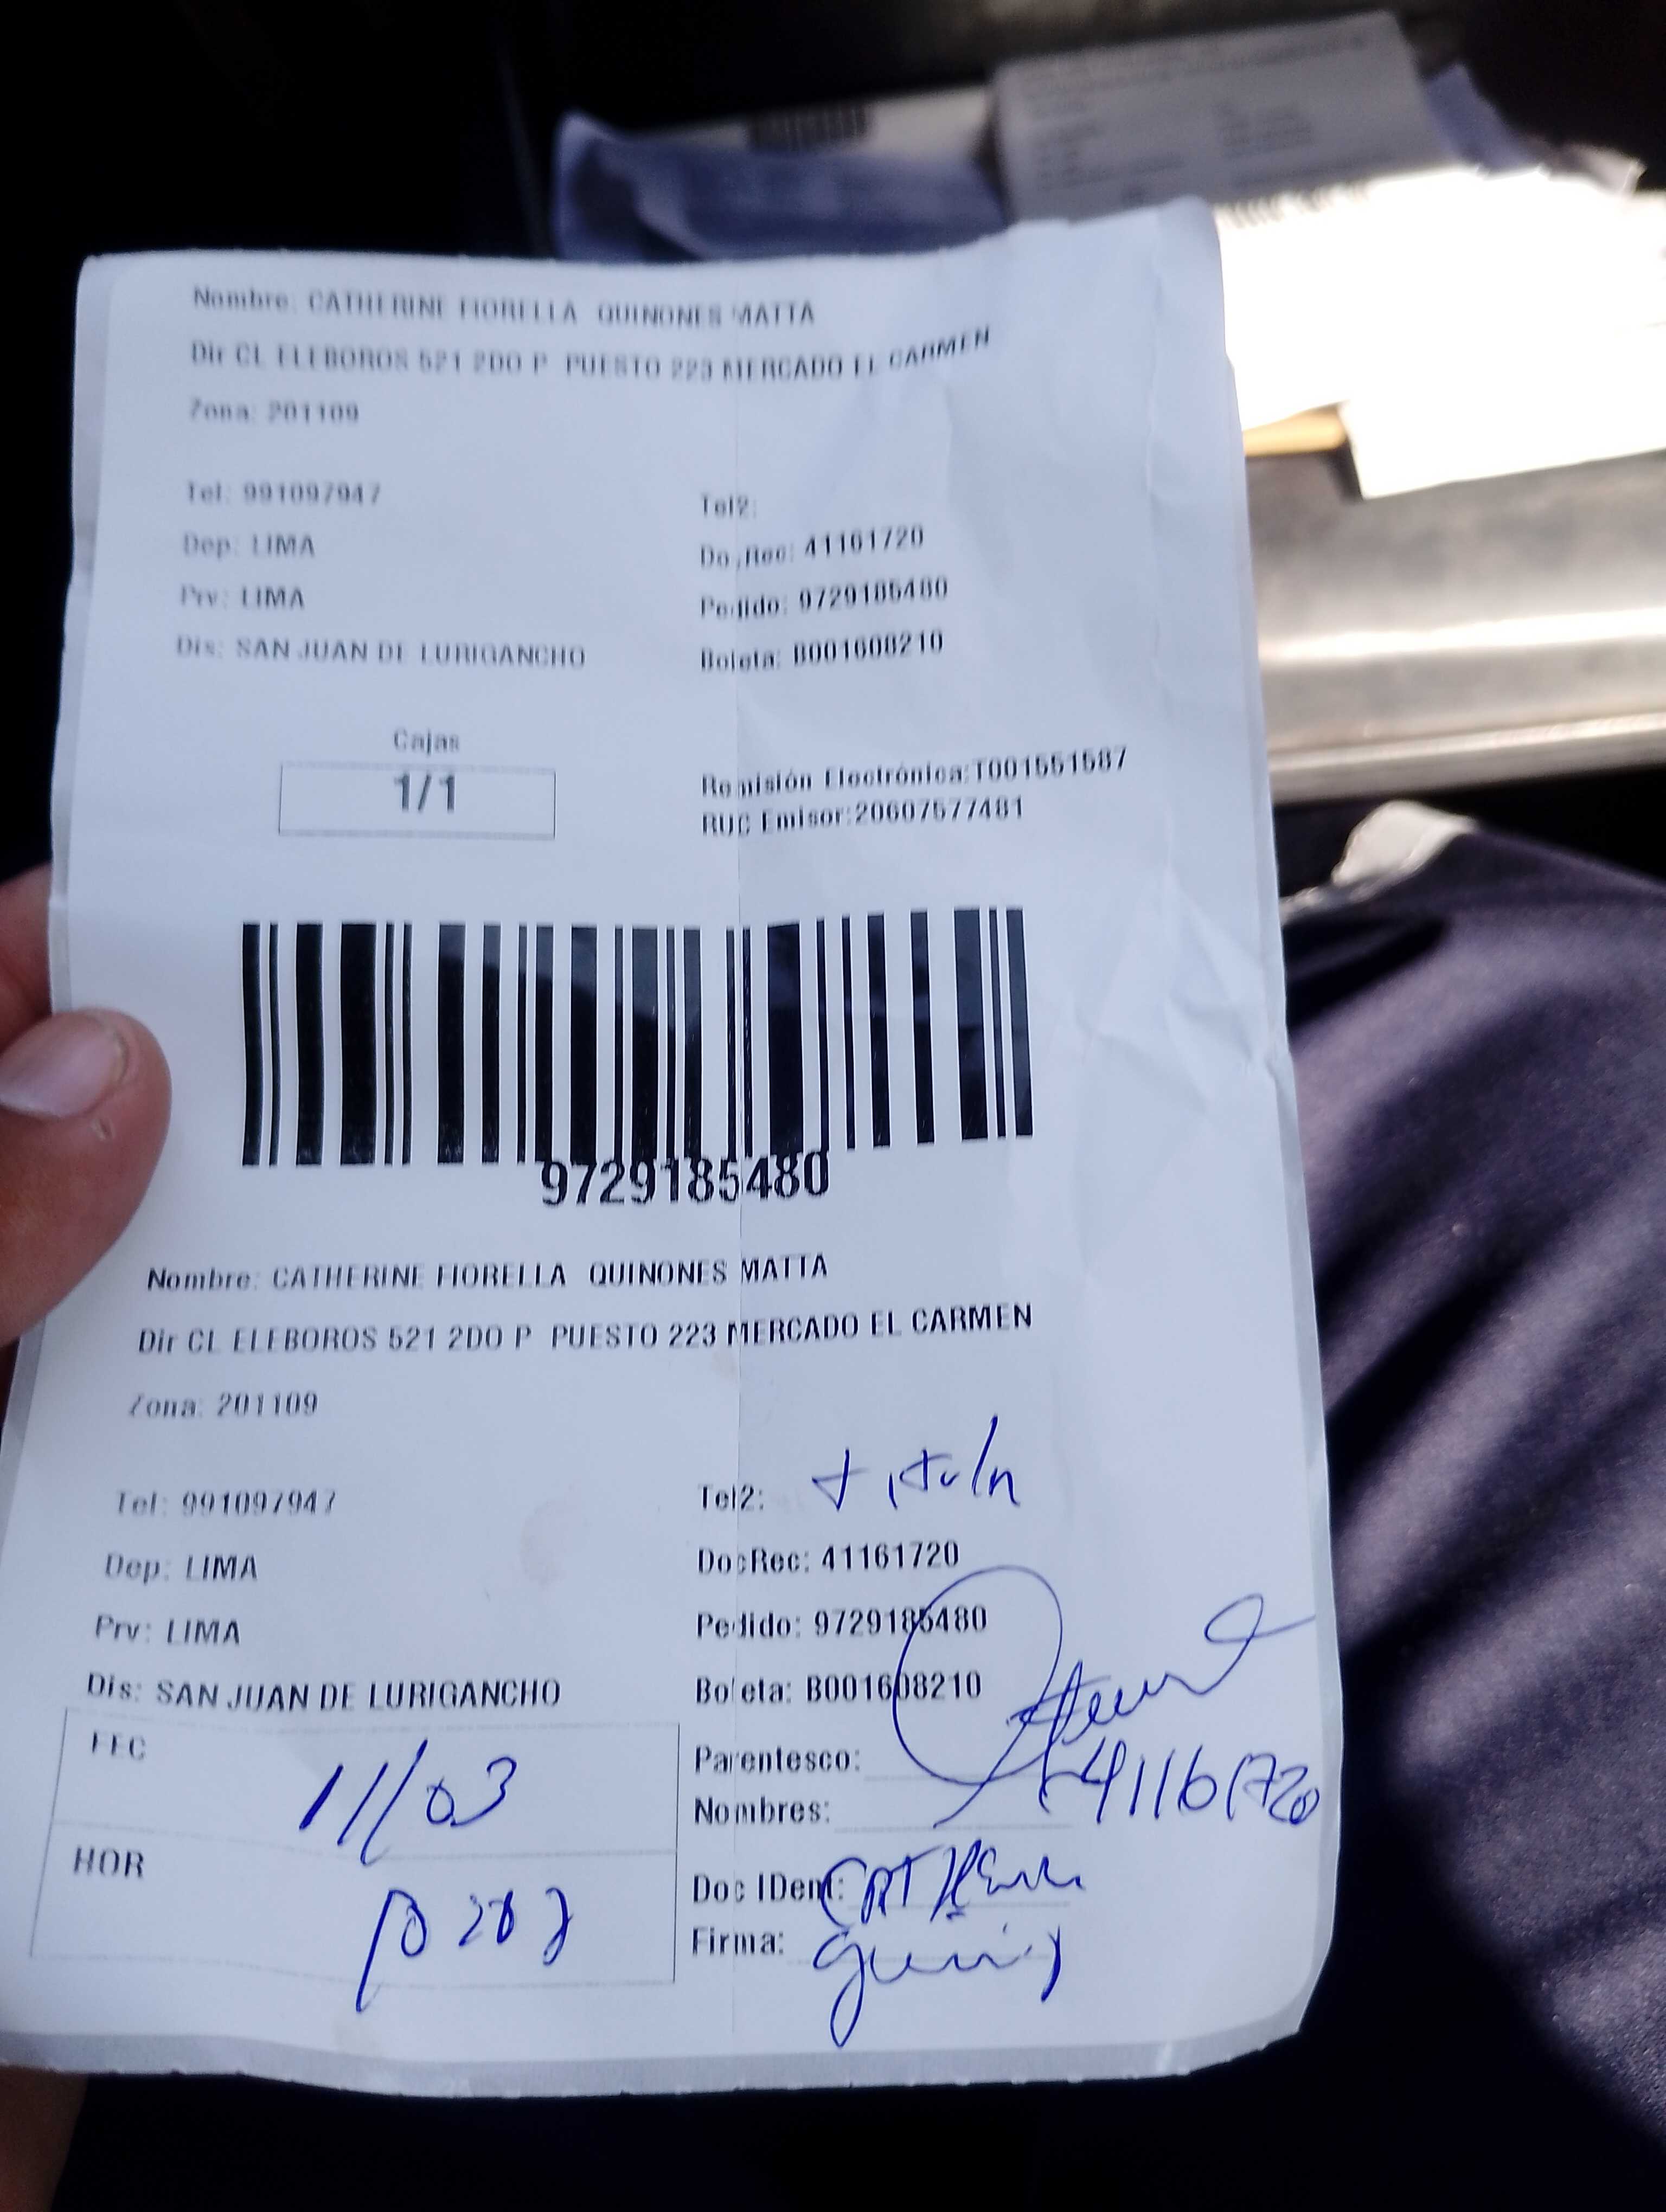 Nombre: CATHERINE FIORELLA QUINONES MATTA
Dir CL ELEBOROS 521 2DO P PUESTO 223 MERCADO EL CARMEN
Zona: 201109
Tel: 991097947 Tel2:
Dep: LIMA DocRec: 41161720
Prv: LIMA Pedido: 9729185480
Dis: SAN JUAN DE LURIGANCHO Boleta: B001608210
Cajas
1/1
Remisión Electrónica:T001551587
RUC Emisor:20607577481
9729185480
Nombre: CATHERINE FIORELLA QUINONES MATTA
Dir CL ELEBOROS 521 2DO P PUESTO 223 MERCADO EL CARMEN
Zona: 201109
Tel: 991097947 Tel2:
Dep: LIMA DocRec: 41161720
Prv: LIMA Pedido: 9729185480
Dis: SAN JUAN DE LURIGANCHO Boleta: B001608210
FEC 11/03
Parentesco:
Nombres: 41161720
HOR
Doc IDent:
Firma: